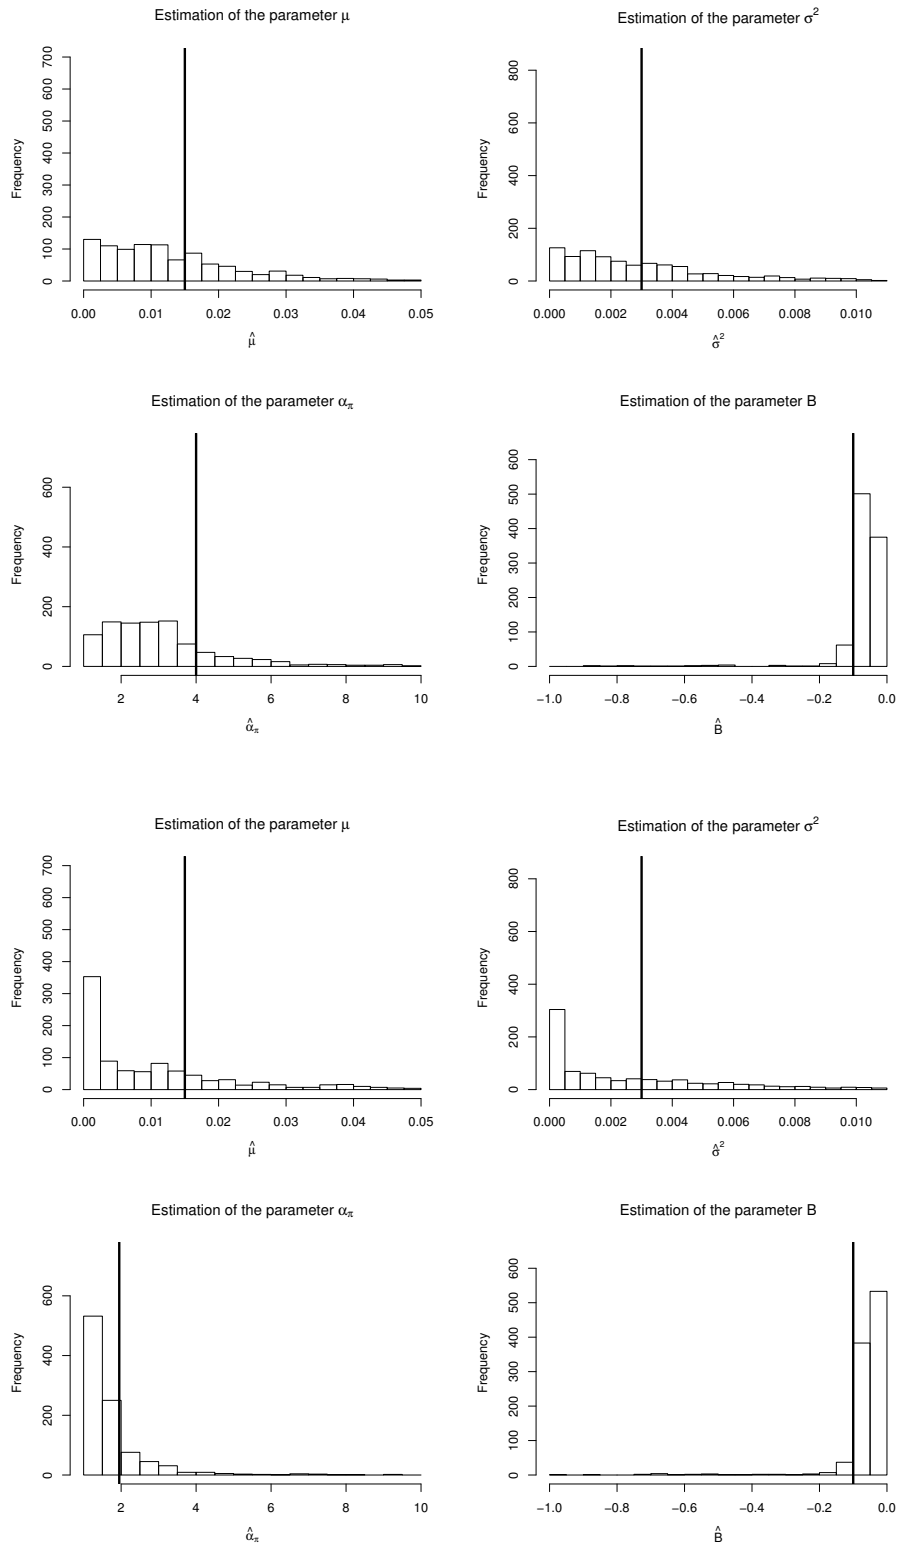 Estimation of the parameter μ
Frequency
0 100 200 300 400 500 600 700
0.00 0.01 0.02 0.03 0.04 0.05
μ̂
Estimation of the parameter σ²
Frequency
0 200 400 600 800
0.000 0.002 0.004 0.006 0.008 0.010
σ̂²
Estimation of the parameter απ
Frequency
0 200 400 600
2 4 6 8 10
α̂π
Estimation of the parameter B
Frequency
0 100 200 300 400 500 600
−1.0 −0.8 −0.6 −0.4 −0.2 0.0
B̂
Estimation of the parameter μ
Frequency
0 100 200 300 400 500 600 700
0.00 0.01 0.02 0.03 0.04 0.05
μ̂
Estimation of the parameter σ²
Frequency
0 200 400 600 800
0.000 0.002 0.004 0.006 0.008 0.010
σ̂²
Estimation of the parameter απ
Frequency
0 200 400 600
2 4 6 8 10
α̂π
Estimation of the parameter B
Frequency
0 100 200 300 400 500 600
−1.0 −0.8 −0.6 −0.4 −0.2 0.0
B̂